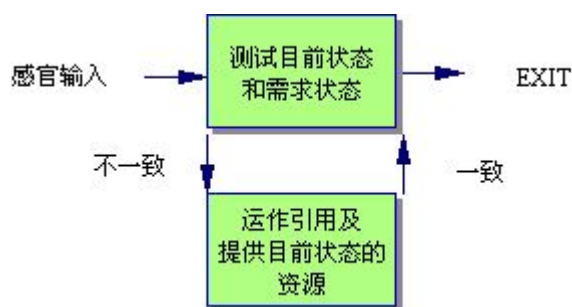 感官输入
测试目前状态
和需求状态
EXIT
不一致
一致
运作引用及
提供目前状态的
资源